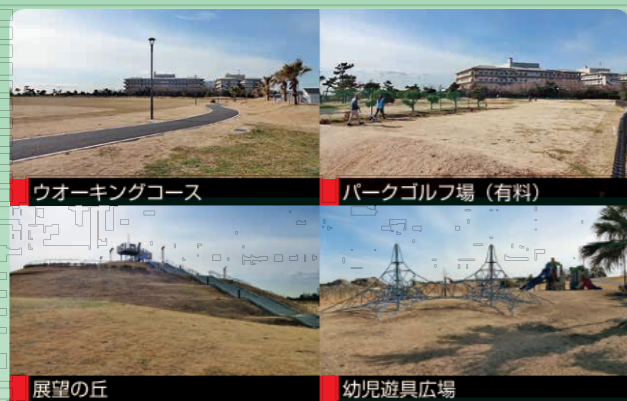 ウオーキングコース
パークゴルフ場（有料）
展望の丘
幼児遊具広場